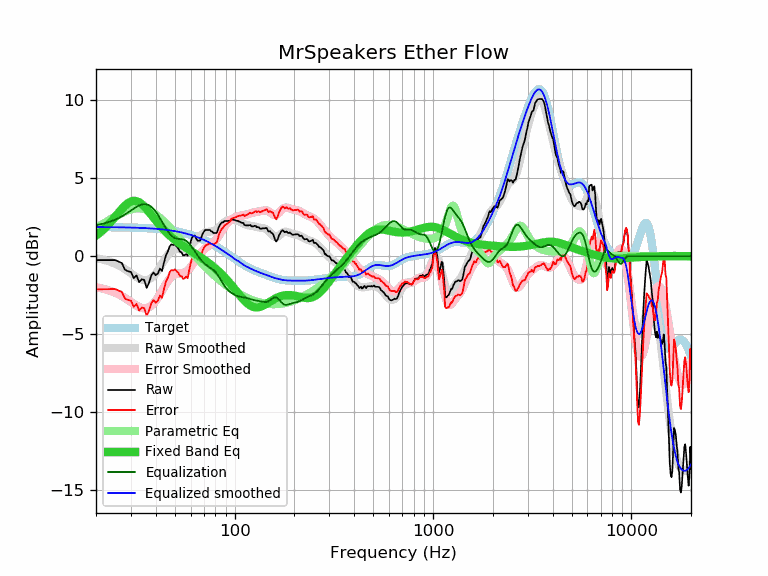 MrSpeakers Ether Flow
Amplitude (dBr)
10
5
0
−5
−10
−15
Target
Raw Smoothed
Error Smoothed
Raw
Error
Parametric Eq
Fixed Band Eq
Equalization
Equalized smoothed
100
1000
10000
Frequency (Hz)